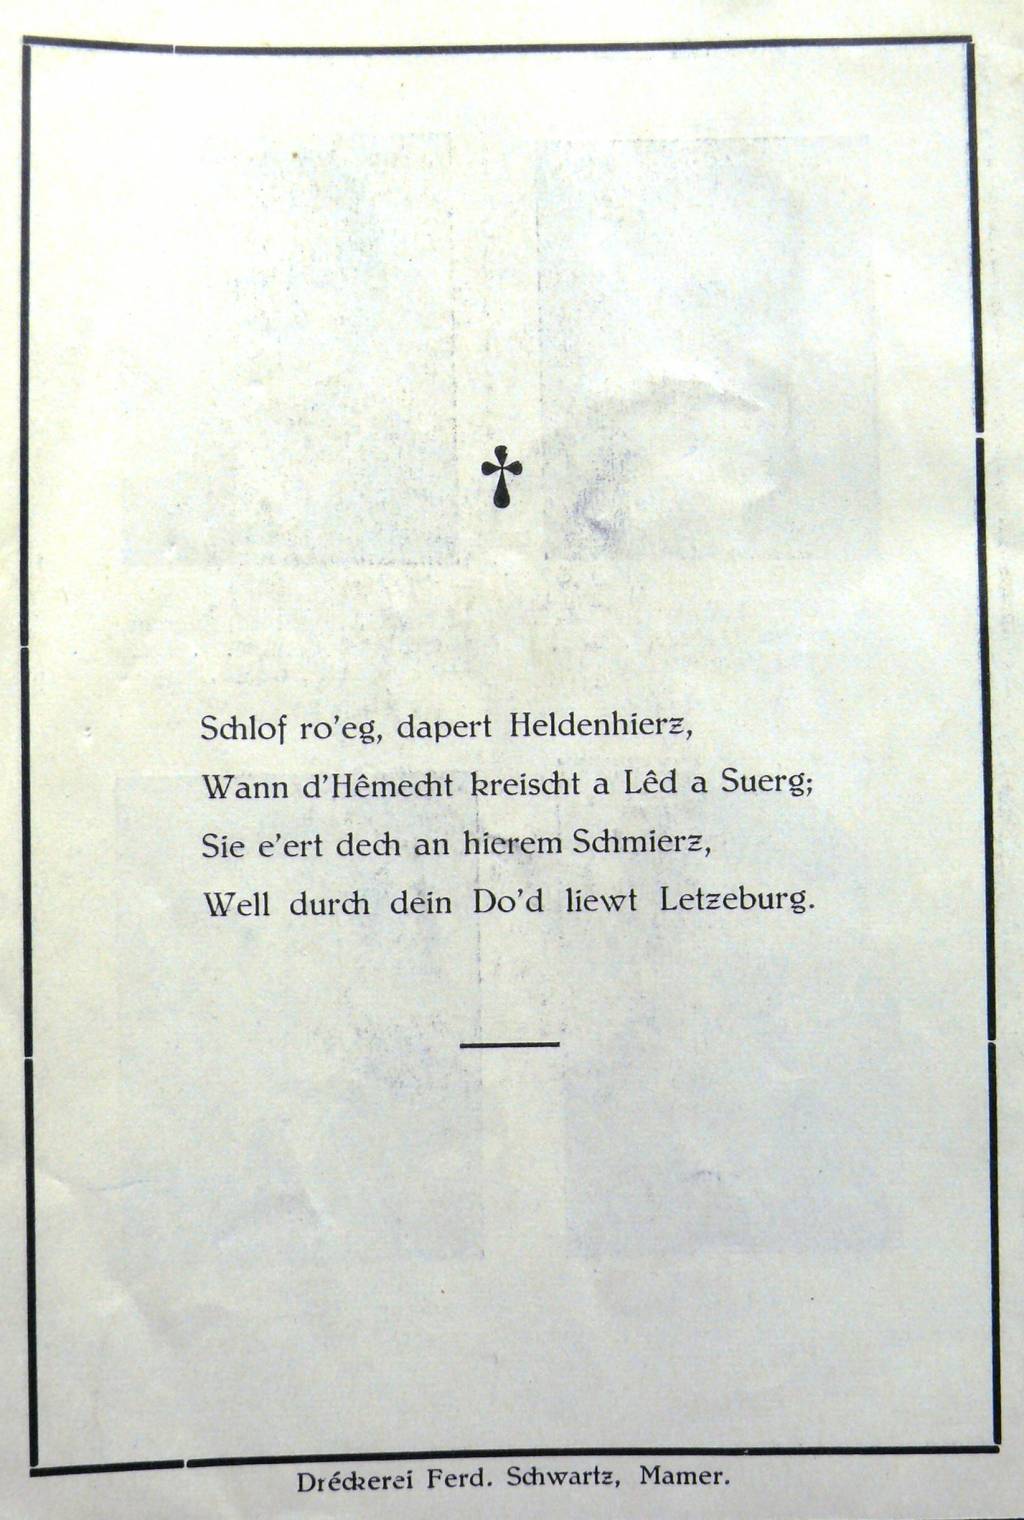 Schlof ro'eg, dapert Heldenhierz,
Wann d'Hêmecht kreischt a Lêd a Suerg;
Sie e'ert dech an hierem Schmierz,
Well durch dein Do'd liewt Letzeburg.
Dréckerei Ferd. Schwartz, Mamer.